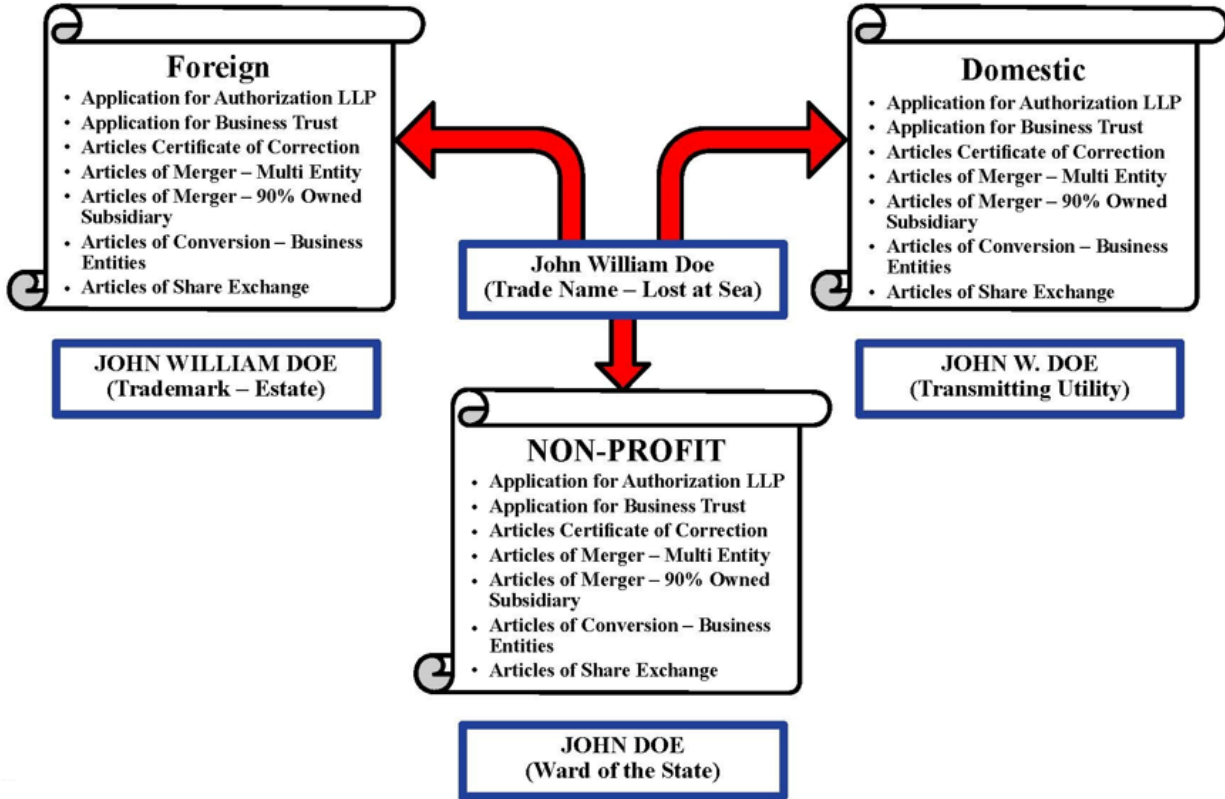 Foreign
• Application for Authorization LLP
• Application for Business Trust
• Articles Certificate of Correction
• Articles of Merger – Multi Entity
• Articles of Merger – 90% Owned
Subsidiary
• Articles of Conversion – Business
Entities
• Articles of Share Exchange
JOHN WILLIAM DOE
(Trademark – Estate)
John William Doe
(Trade Name – Lost at Sea)
Domestic
• Application for Authorization LLP
• Application for Business Trust
• Articles Certificate of Correction
• Articles of Merger – Multi Entity
• Articles of Merger – 90% Owned
Subsidiary
• Articles of Conversion – Business
Entities
• Articles of Share Exchange
JOHN W. DOE
(Transmitting Utility)
NON-PROFIT
• Application for Authorization LLP
• Application for Business Trust
• Articles Certificate of Correction
• Articles of Merger – Multi Entity
• Articles of Merger – 90% Owned
Subsidiary
• Articles of Conversion – Business
Entities
• Articles of Share Exchange
JOHN DOE
(Ward of the State)